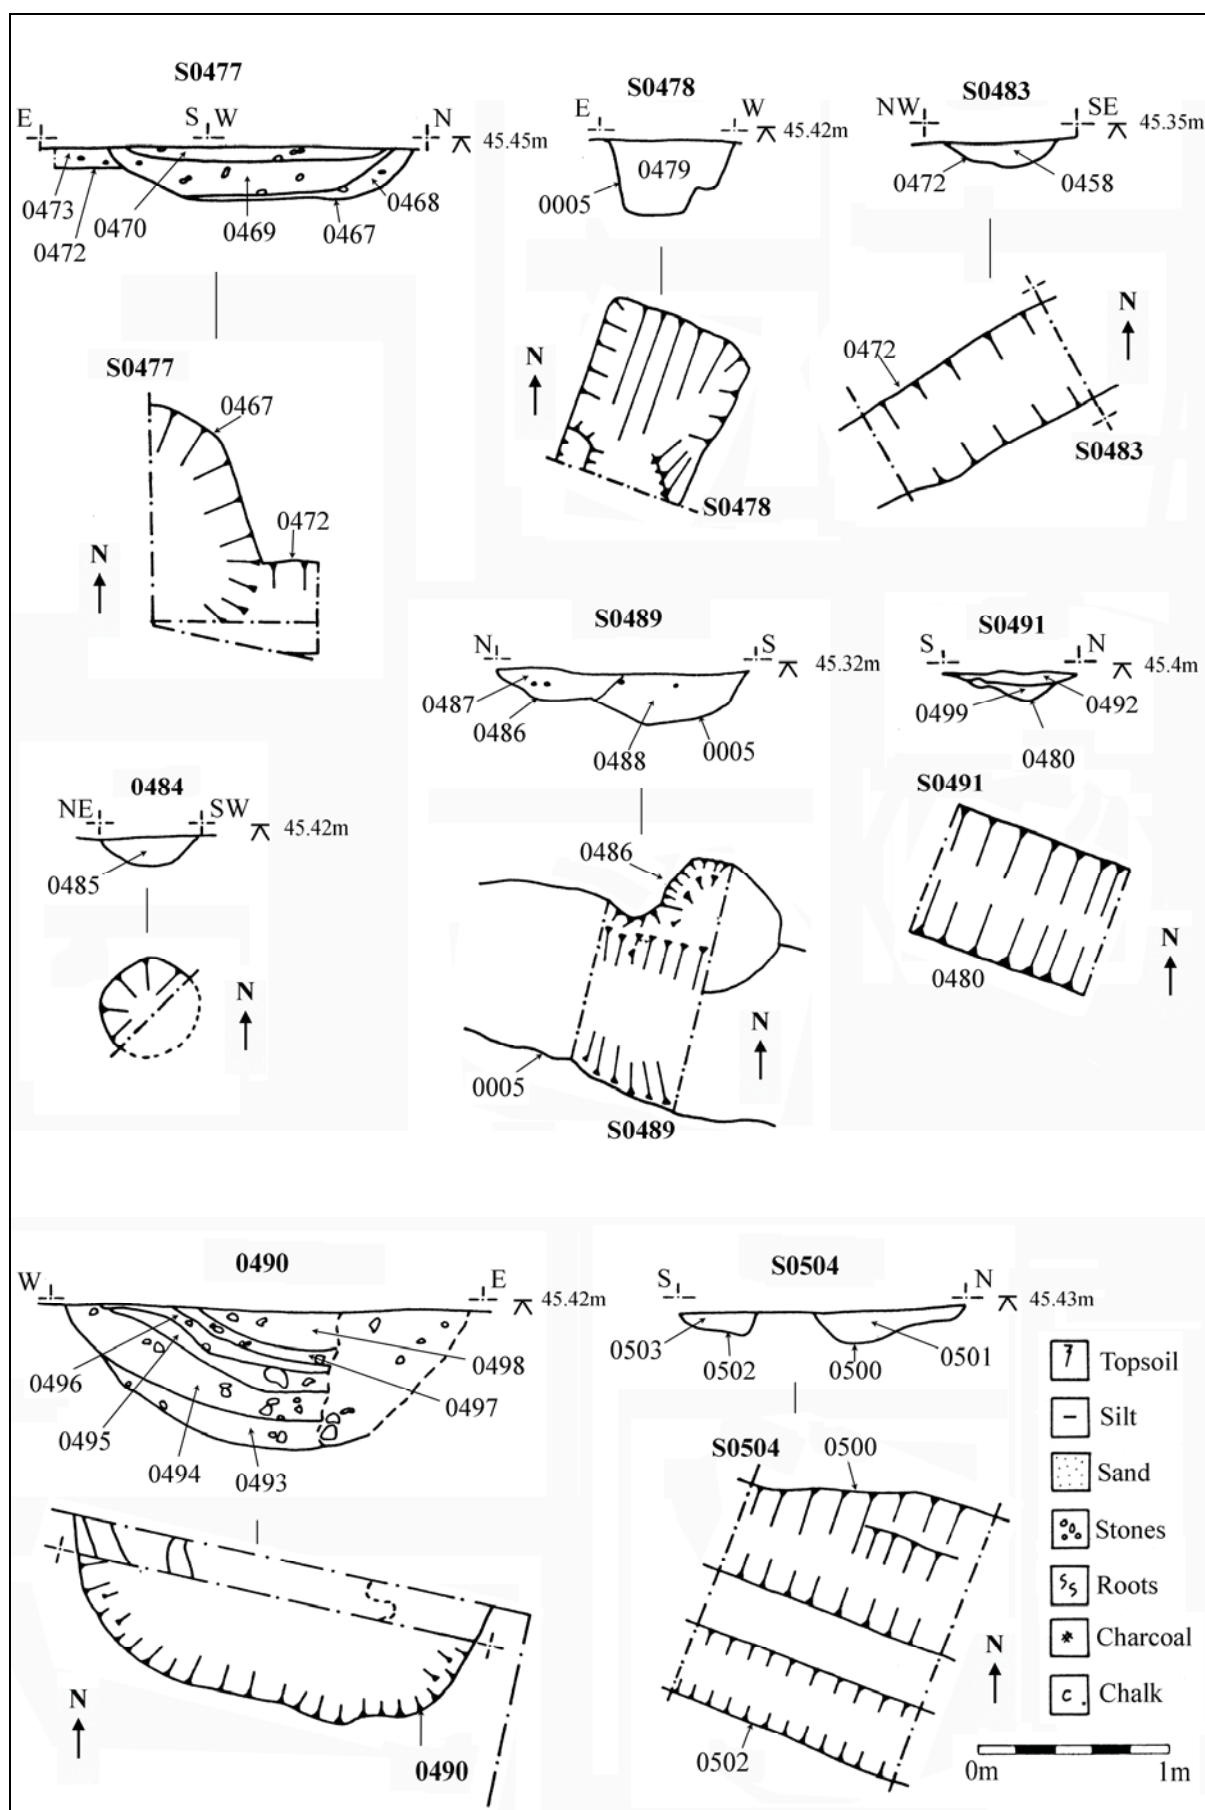 S0477
E S W N 45.45m
0473 0470 0469 0467 0468
0472
S0478
E W 45.42m
0479
0005
S0483
NW SE 45.35m
0472 0458
S0477
0467
0472
N
N
S0478
N
0472
S0483
S0489
N S 45.32m
0487
0486
0488 0005
S0491
S N 45.4m
0499 0492
0480
0484
NE SW
45.42m
0485
N
0486
N
0005
S0489
S0491
0480
N
0490
W E 45.42m
0496
0495
0494 0493
0498
0497
N
0490
S0504
S N 45.43m
0503 0502 0500 0501
S0504 0500
0502
N
Topsoil
Silt
Sand
Stones
Roots
Charcoal
c Chalk
0m 1m